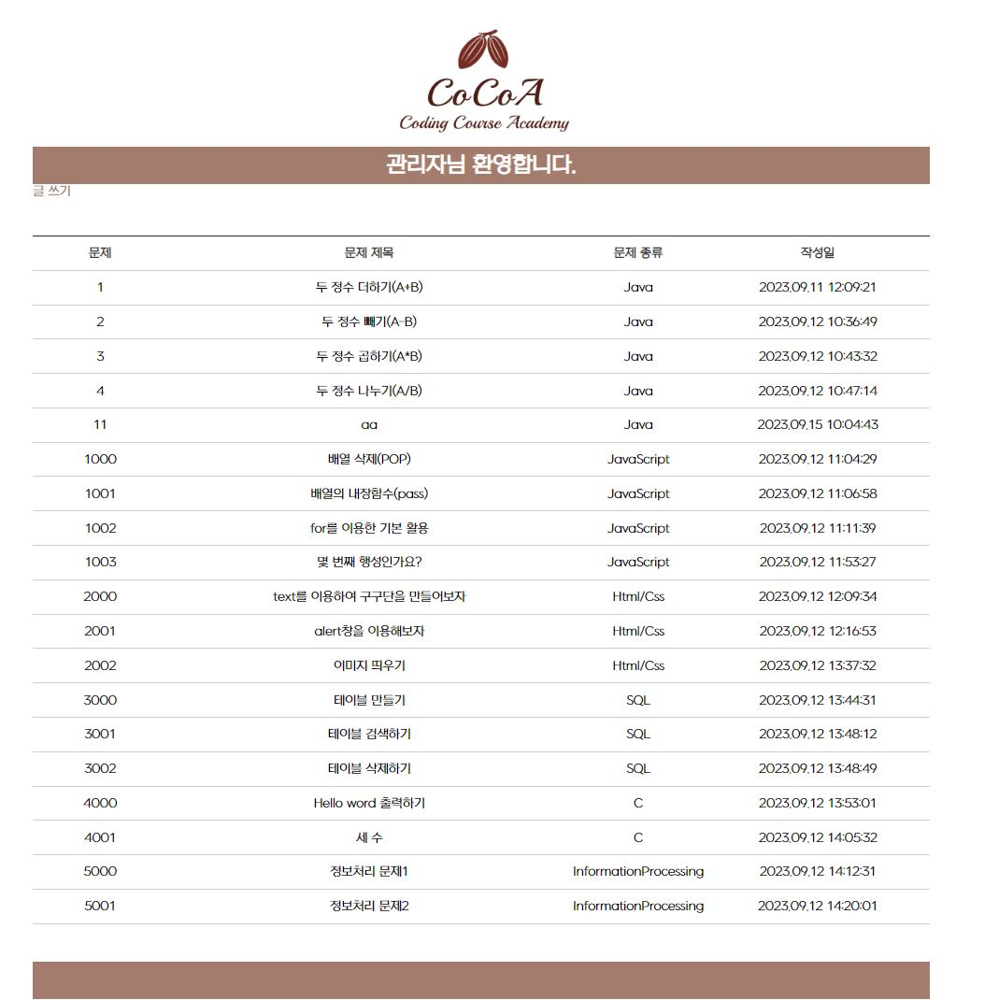 CoCoA
Coding Course Academy
관리자님 환영합니다.
글 쓰기
문제 문제 제목 문제 종류 작성일
1 두 정수 더하기(A+B) Java 2023.09.11 12:09:21
2 두 정수 빼기(A-B) Java 2023.09.12 10:36:49
3 두 정수 곱하기(A*B) Java 2023.09.12 10:43:32
4 두 정수 나누기(A/B) Java 2023.09.12 10:47:14
11 aa Java 2023.09.15 10:04:43
1000 배열 삭제(POP) JavaScript 2023.09.12 11:04:29
1001 배열의 내장함수(pass) JavaScript 2023.09.12 11:06:58
1002 for를 이용한 기본 활용 JavaScript 2023.09.12 11:11:39
1003 몇 번째 행성인가요? JavaScript 2023.09.12 11:53:27
2000 text를 이용하여 구구단을 만들어보자 Html/Css 2023.09.12 12:09:34
2001 alert창을 이용해보자 Html/Css 2023.09.12 12:16:53
2002 이미지 띄우기 Html/Css 2023.09.12 13:37:32
3000 테이블 만들기 SQL 2023.09.12 13:44:31
3001 테이블 검색하기 SQL 2023.09.12 13:48:12
3002 테이블 삭제하기 SQL 2023.09.12 13:48:49
4000 Hello word 출력하기 C 2023.09.12 13:53:01
4001 세 수 C 2023.09.12 14:05:32
5000 정보처리 문제1 InformationProcessing 2023.09.12 14:12:31
5001 정보처리 문제2 InformationProcessing 2023.09.12 14:20:01